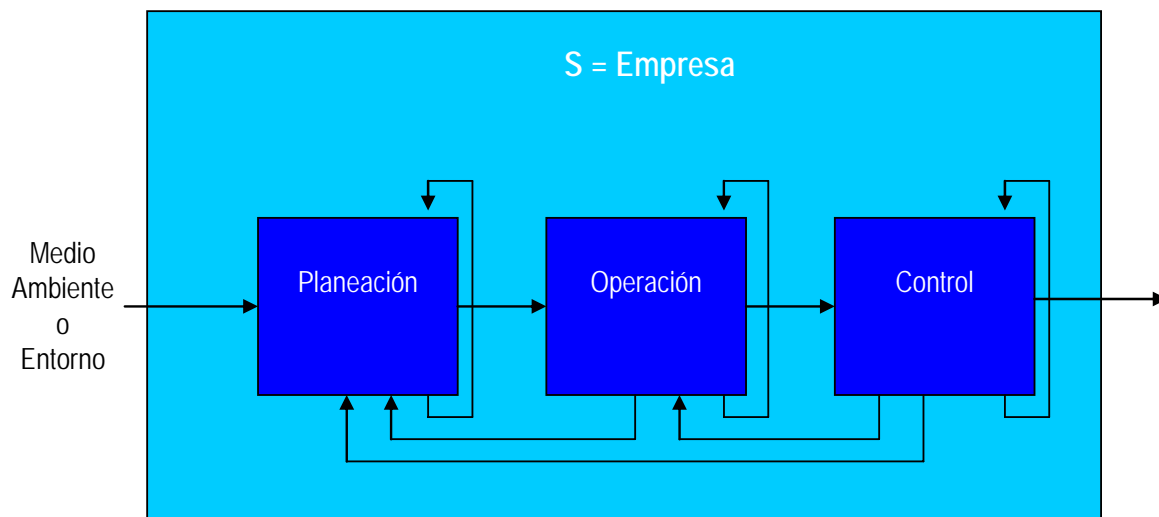 S = Empresa
Medio
Ambiente
o
Entorno
Planeación
Operación
Control